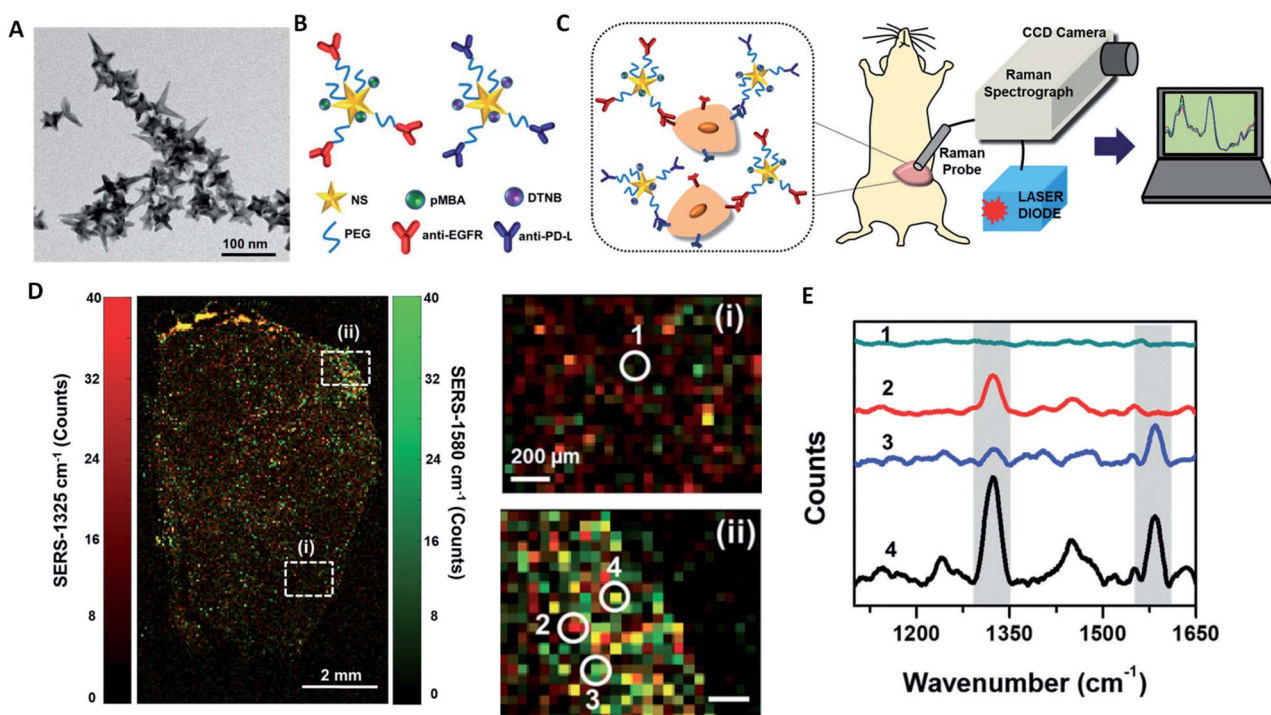 A
100 nm
B
NS
pMBA
DTNB
PEG
anti-EGFR
anti-PD-L
C
CCD Camera
Raman
Spectrograph
Raman
Probe
LASER
DIODE
D
SERS-1325 cm⁻¹ (Counts)
40
32
24
16
8
0
(ii)
(i)
2 mm
40
32
24
16
8
0
SERS-1580 cm⁻¹ (Counts)
(i)
1
200 µm
(ii)
4
2
3
E
Counts
1
2
3
4
1200
1350
1500
1650
Wavenumber (cm⁻¹)